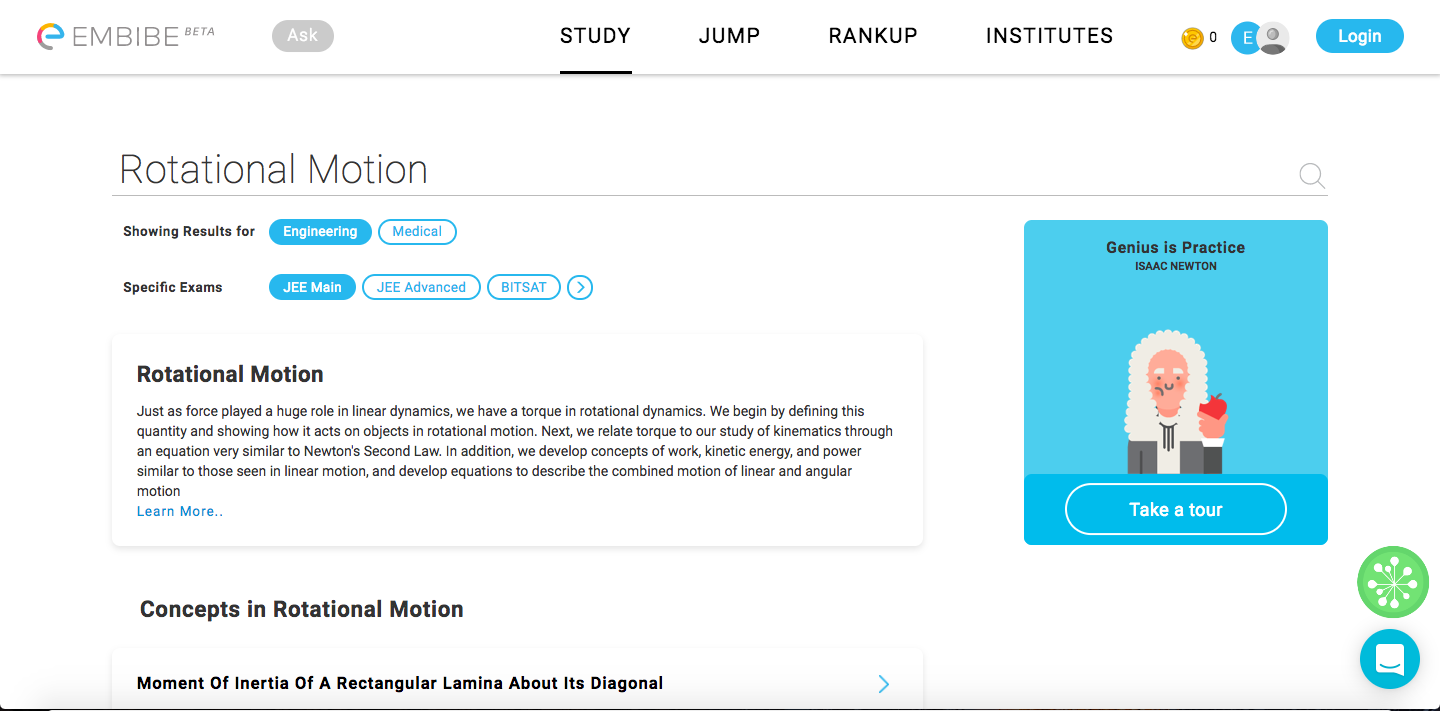 EMBIBE BETA
Ask
STUDY
JUMP
RANKUP
INSTITUTES
0
E
Login
Rotational Motion
Showing Results for
Engineering
Medical
Specific Exams
JEE Main
JEE Advanced
BITSAT
Genius is Practice
ISAAC NEWTON
Take a tour
Rotational Motion
Just as force played a huge role in linear dynamics, we have a torque in rotational dynamics. We begin by defining this
quantity and showing how it acts on objects in rotational motion. Next, we relate torque to our study of kinematics through
an equation very similar to Newton's Second Law. In addition, we develop concepts of work, kinetic energy, and power
similar to those seen in linear motion, and develop equations to describe the combined motion of linear and angular
motion
Learn More..
Concepts in Rotational Motion
Moment Of Inertia Of A Rectangular Lamina About Its Diagonal